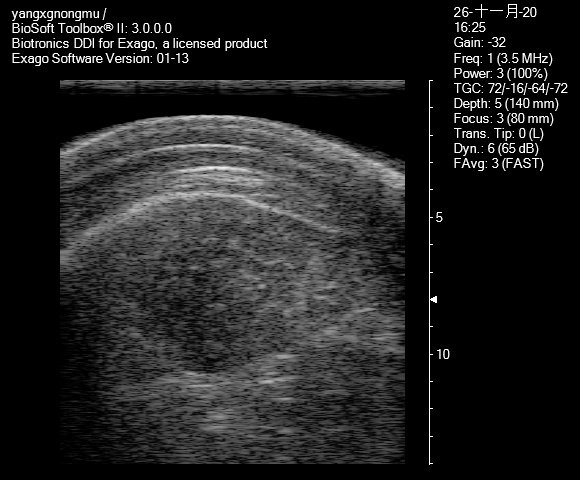 yangxgnongmu /
BioSoft Toolbox® II: 3.0.0.0
Biotronics DDI for Exago, a licensed product
Exago Software Version: 01-13
26-十一月-20
16:25
Gain: -32
Freq: 1 (3.5 MHz)
Power: 3 (100%)
TGC: 72/-16/-64/-72
Depth: 5 (140 mm)
Focus: 3 (80 mm)
Trans. Tip: 0 (L)
Dyn.: 6 (65 dB)
FAvg: 3 (FAST)
5
10